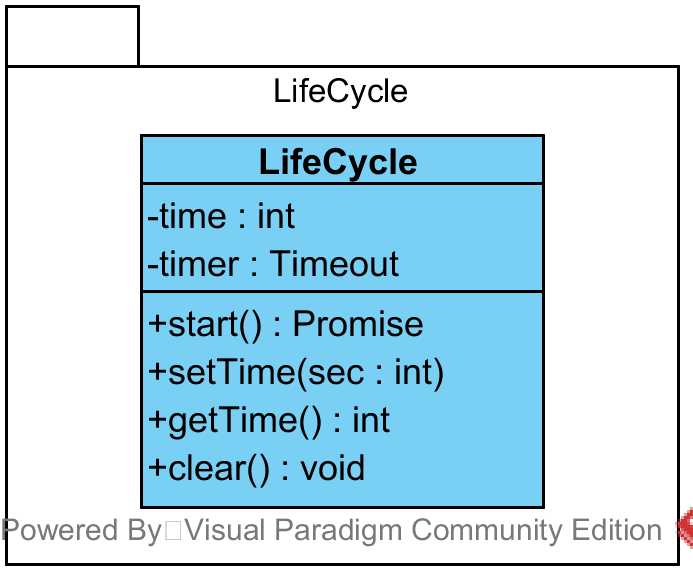 LifeCycle
LifeCycle
-time : int
-timer : Timeout
+start() : Promise
+setTime(sec : int)
+getTime() : int
+clear() : void
Powered By Visual Paradigm Community Edition